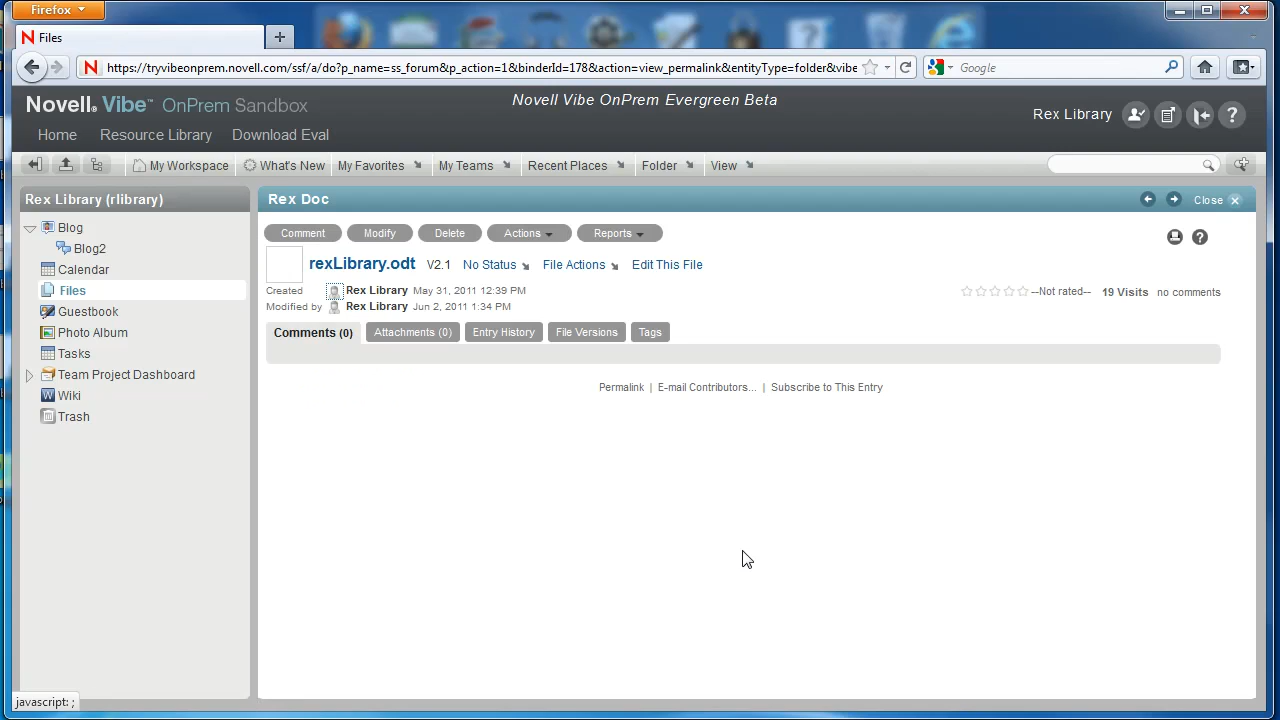 Firefox
Files
https://tryvibeonprem.novell.com/ssf/a/do?p_name=ss_forum&p_action=1&binderId=178&action=view_permalink&entityType=folder&vibe
Google
Novell® Vibe™ OnPrem Sandbox
Novell Vibe OnPrem Evergreen Beta
Rex Library
Home Resource Library Download Eval
My Workspace What's New My Favorites My Teams Recent Places Folder View
Rex Library (rlibrary)
Blog
Blog2
Calendar
Files
Guestbook
Photo Album
Tasks
Team Project Dashboard
Wiki
Trash
Rex Doc
Close
Comment Modify Delete Actions Reports
rexLibrary.odt V2.1 No Status File Actions Edit This File
Created Rex Library May 31, 2011 12:39 PM
Modified by Rex Library Jun 2, 2011 1:34 PM
--Not rated-- 19 Visits no comments
Comments (0) Attachments (0) Entry History File Versions Tags
Permalink | E-mail Contributors... | Subscribe to This Entry
javascript: ;